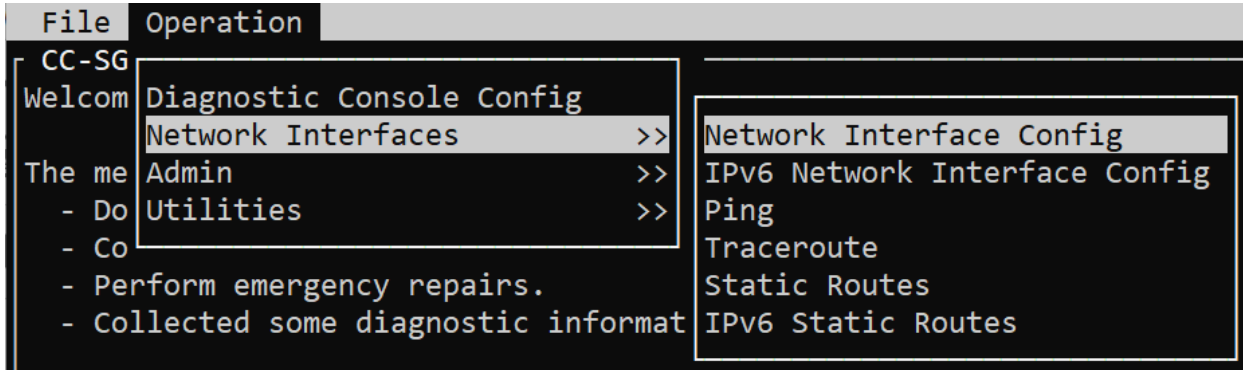 File Operation
CC-SG
Welcom Diagnostic Console Config
Network Interfaces >> Network Interface Config
The me Admin >> IPv6 Network Interface Config
- Do Utilities >> Ping
- Co Traceroute
- Perform emergency repairs. Static Routes
- Collected some diagnostic informat IPv6 Static Routes